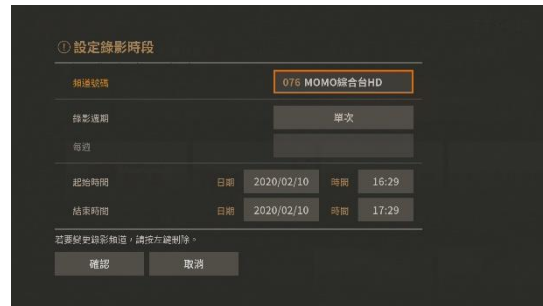 設定錄影時段
頻道號碼 076 MOMO綜合台HD
錄影週期 單次
每週
起始時間 日期 2020/02/10 時間 16:29
結束時間 日期 2020/02/10 時間 17:29
若要變更錄影頻道，請按左鍵刪除。
確認 取消